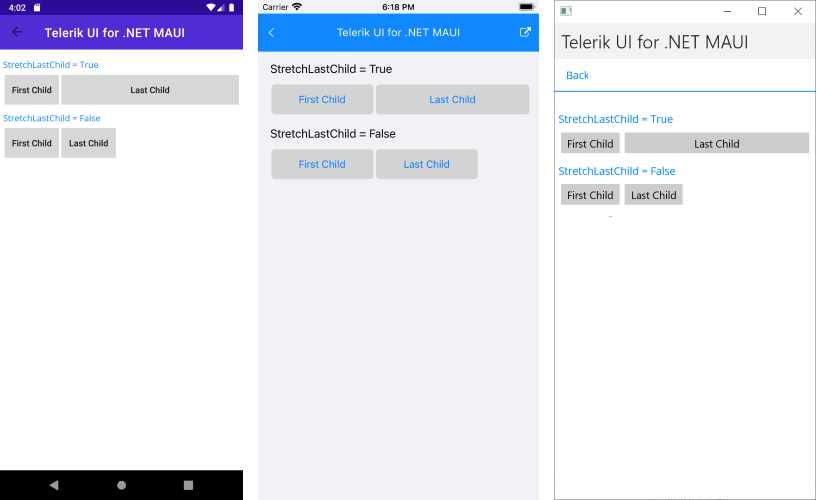 4:02
Telerik UI for .NET MAUI
StretchLastChild = True
First Child Last Child
StretchLastChild = False
First Child Last Child
Carrier 6:18 PM
Telerik UI for .NET MAUI
StretchLastChild = True
First Child Last Child
StretchLastChild = False
First Child Last Child
Telerik UI for .NET MAUI
Back
StretchLastChild = True
First Child Last Child
StretchLastChild = False
First Child Last Child